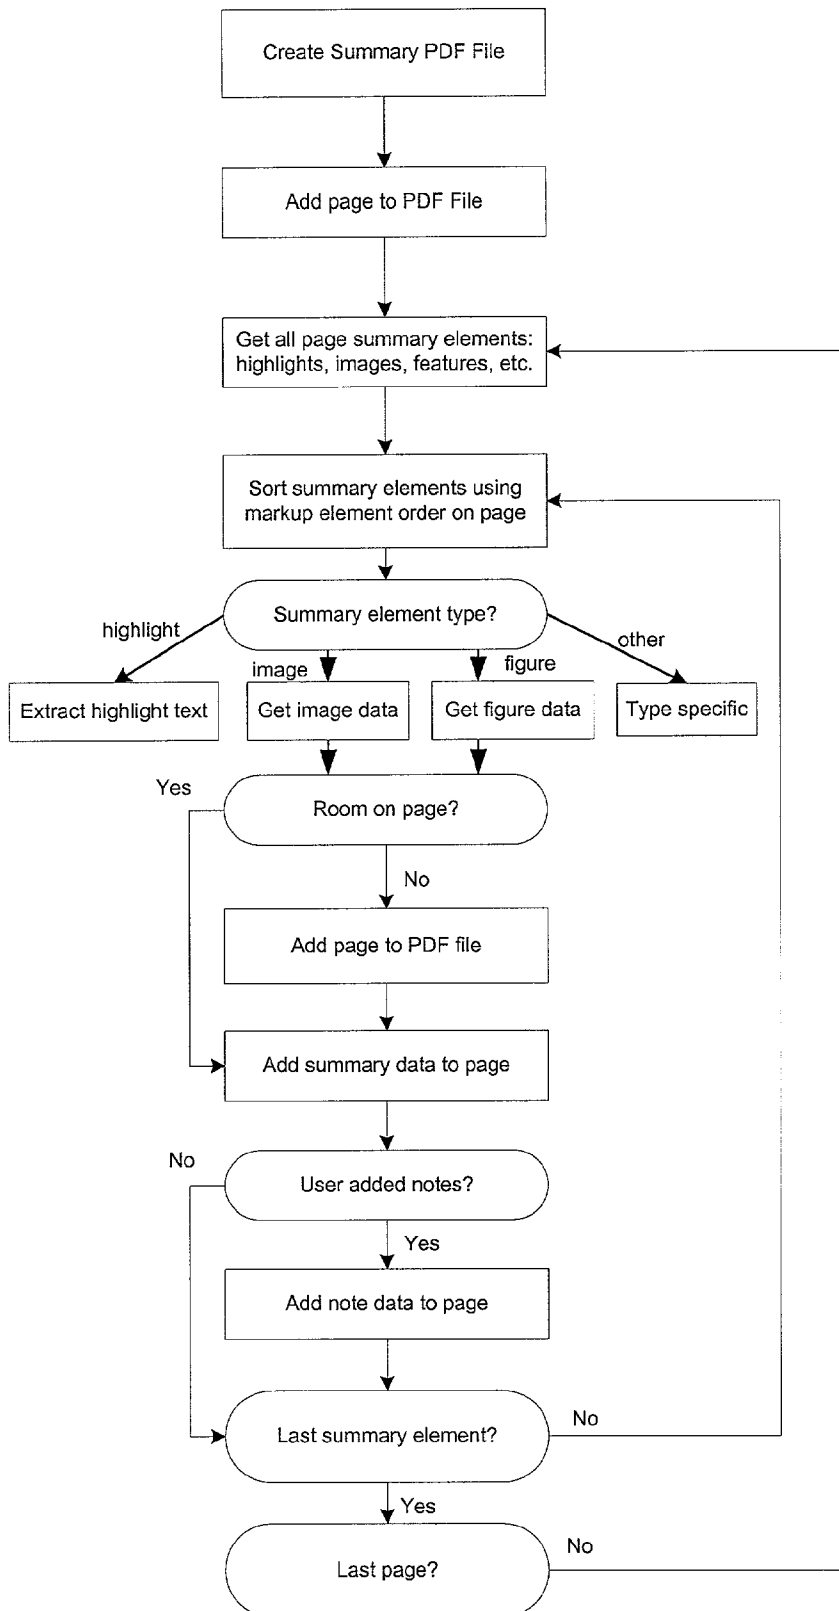 Create Summary PDF File
Add page to PDF File
Get all page summary elements:
highlights, images, features, etc.
Sort summary elements using
markup element order on page
Summary element type?
highlight
image
figure
other
Extract highlight text
Get image data
Get figure data
Type specific
Yes
Room on page?
No
Add page to PDF file
Add summary data to page
No
User added notes?
Yes
Add note data to page
Last summary element?
No
Yes
Last page?
No